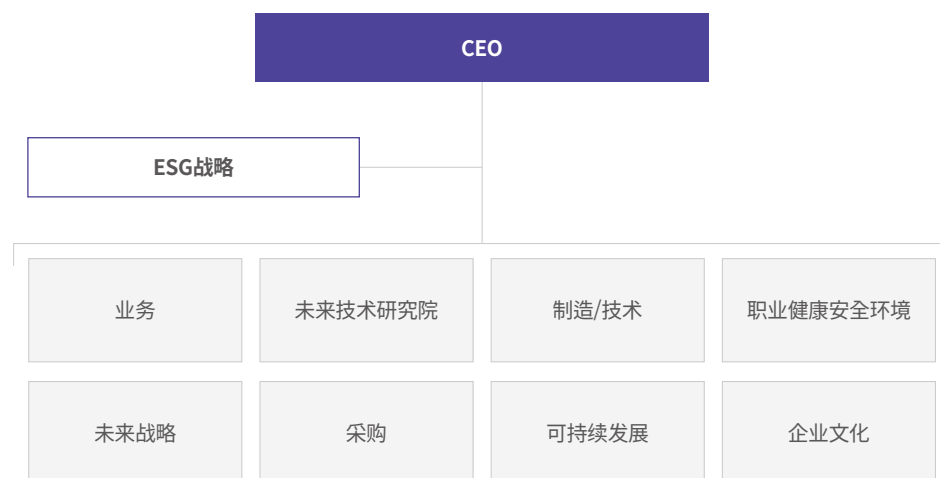 CEO
ESG战略
业务
未来技术研究院
制造/技术
职业健康安全环境
未来战略
采购
可持续发展
企业文化